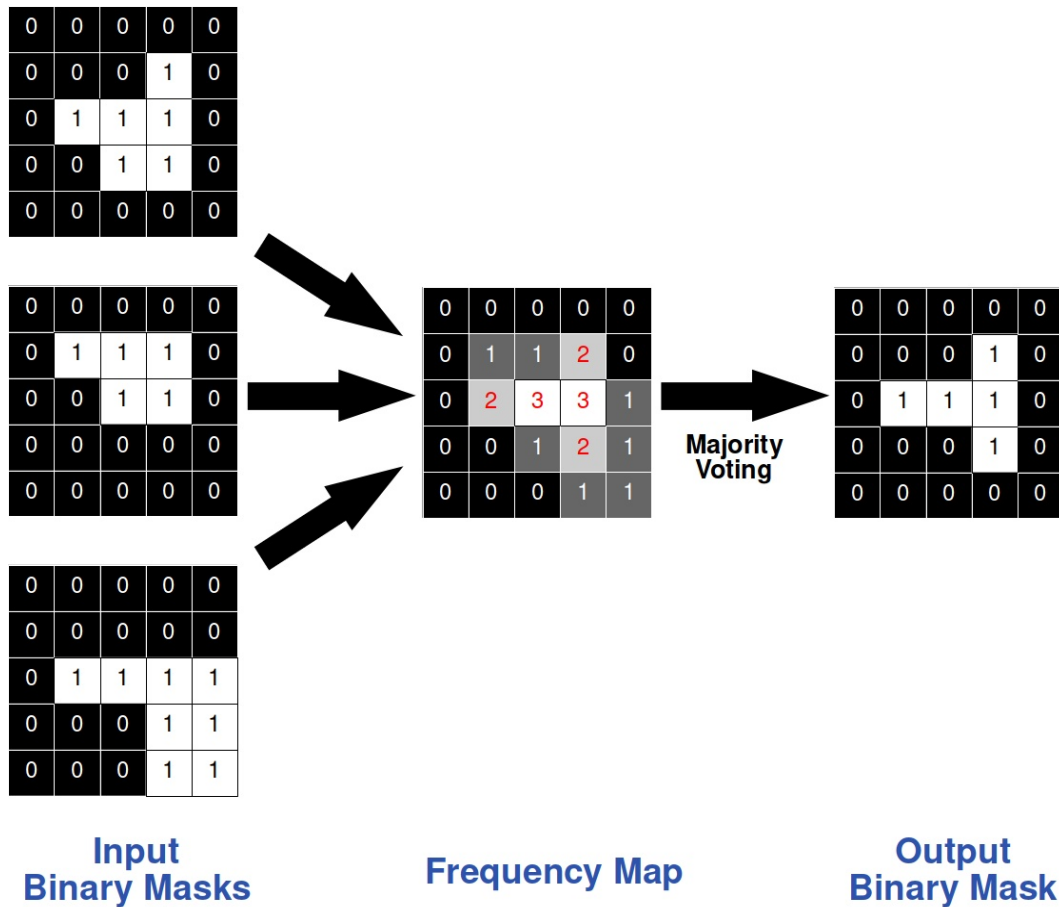 0 0 0 0 0
0 0 0 1 0
0 1 1 1 0
0 0 1 1 0
0 0 0 0 0
0 0 0 0 0
0 1 1 1 0
0 0 1 1 0
0 0 0 0 0
0 0 0 0 0
0 0 0 0 0
0 0 0 0 0
0 1 1 1 1
0 0 0 1 1
0 0 0 1 1
Input
Binary Masks
0 0 0 0 0
0 1 1 2 0
0 2 3 3 1
0 0 1 2 1
0 0 0 1 1
Frequency Map
Majority
Voting
0 0 0 0 0
0 0 0 1 0
0 1 1 1 0
0 0 0 1 0
0 0 0 0 0
Output
Binary Mask